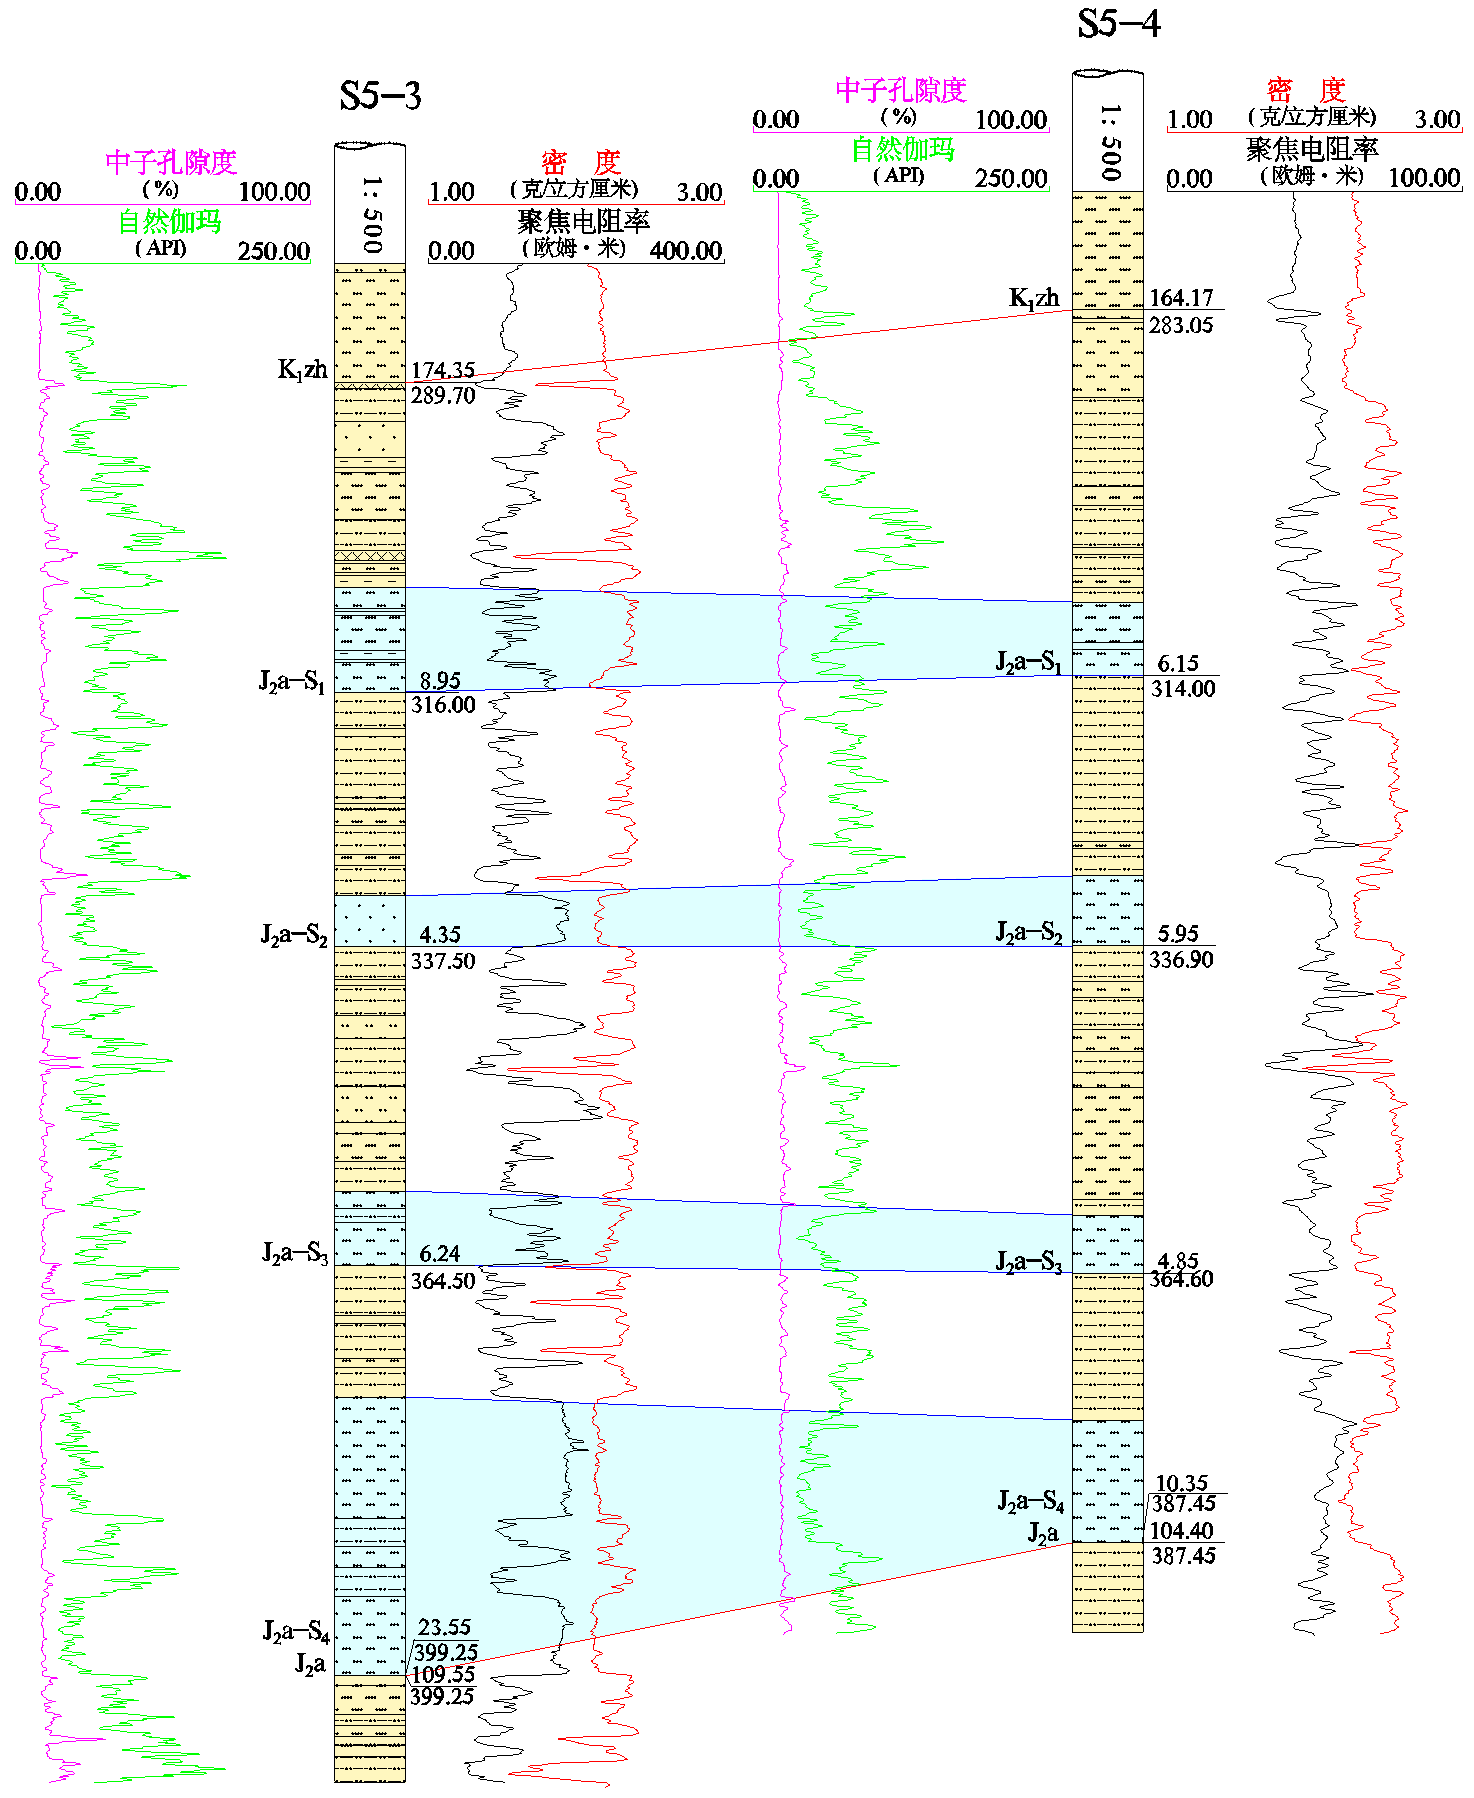 S5-4
S5-3
中子孔隙度
0.00 (%) 100.00
自然伽玛
0.00 (API) 250.00
1: 500
密 度
1.00 (克/立方厘米) 3.00
聚焦电阻率
0.00 (欧姆·米) 100.00
中子孔隙度
0.00 (%) 100.00
自然伽玛
0.00 (API) 250.00
1: 500
密 度
1.00 (克/立方厘米) 3.00
聚焦电阻率
0.00 (欧姆·米) 400.00
K₁zh 164.17
283.05
K₁zh 174.35
289.70
J₂a-S₁ 6.15
314.00
J₂a-S₁ 8.95
316.00
J₂a-S₂ 4.35
337.50
J₂a-S₂ 5.95
336.90
J₂a-S₃ 6.24
364.50
J₂a-S₃ 4.85
364.60
J₂a-S₄ 10.35
387.45
J₂a 104.40
387.45
J₂a-S₄ 23.55
399.25
J₂a 109.55
399.25